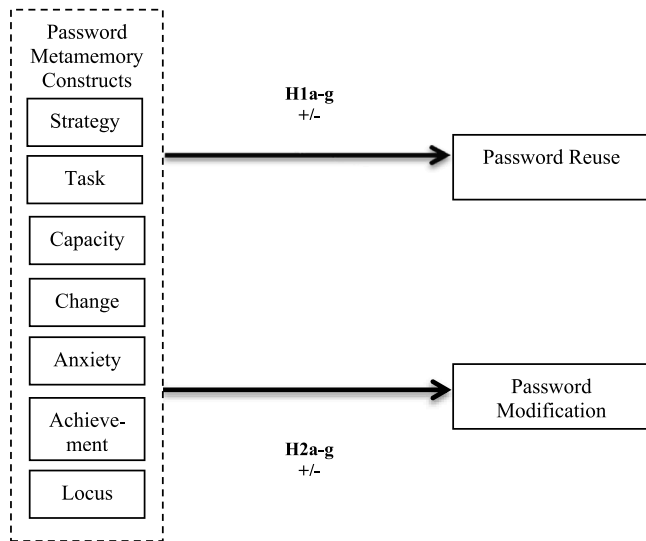 Password
Metamemory
Constructs
Strategy
Task
Capacity
Change
Anxiety
Achieve-
ment
Locus
H1a-g
+/-
Password Reuse
H2a-g
+/-
Password
Modification